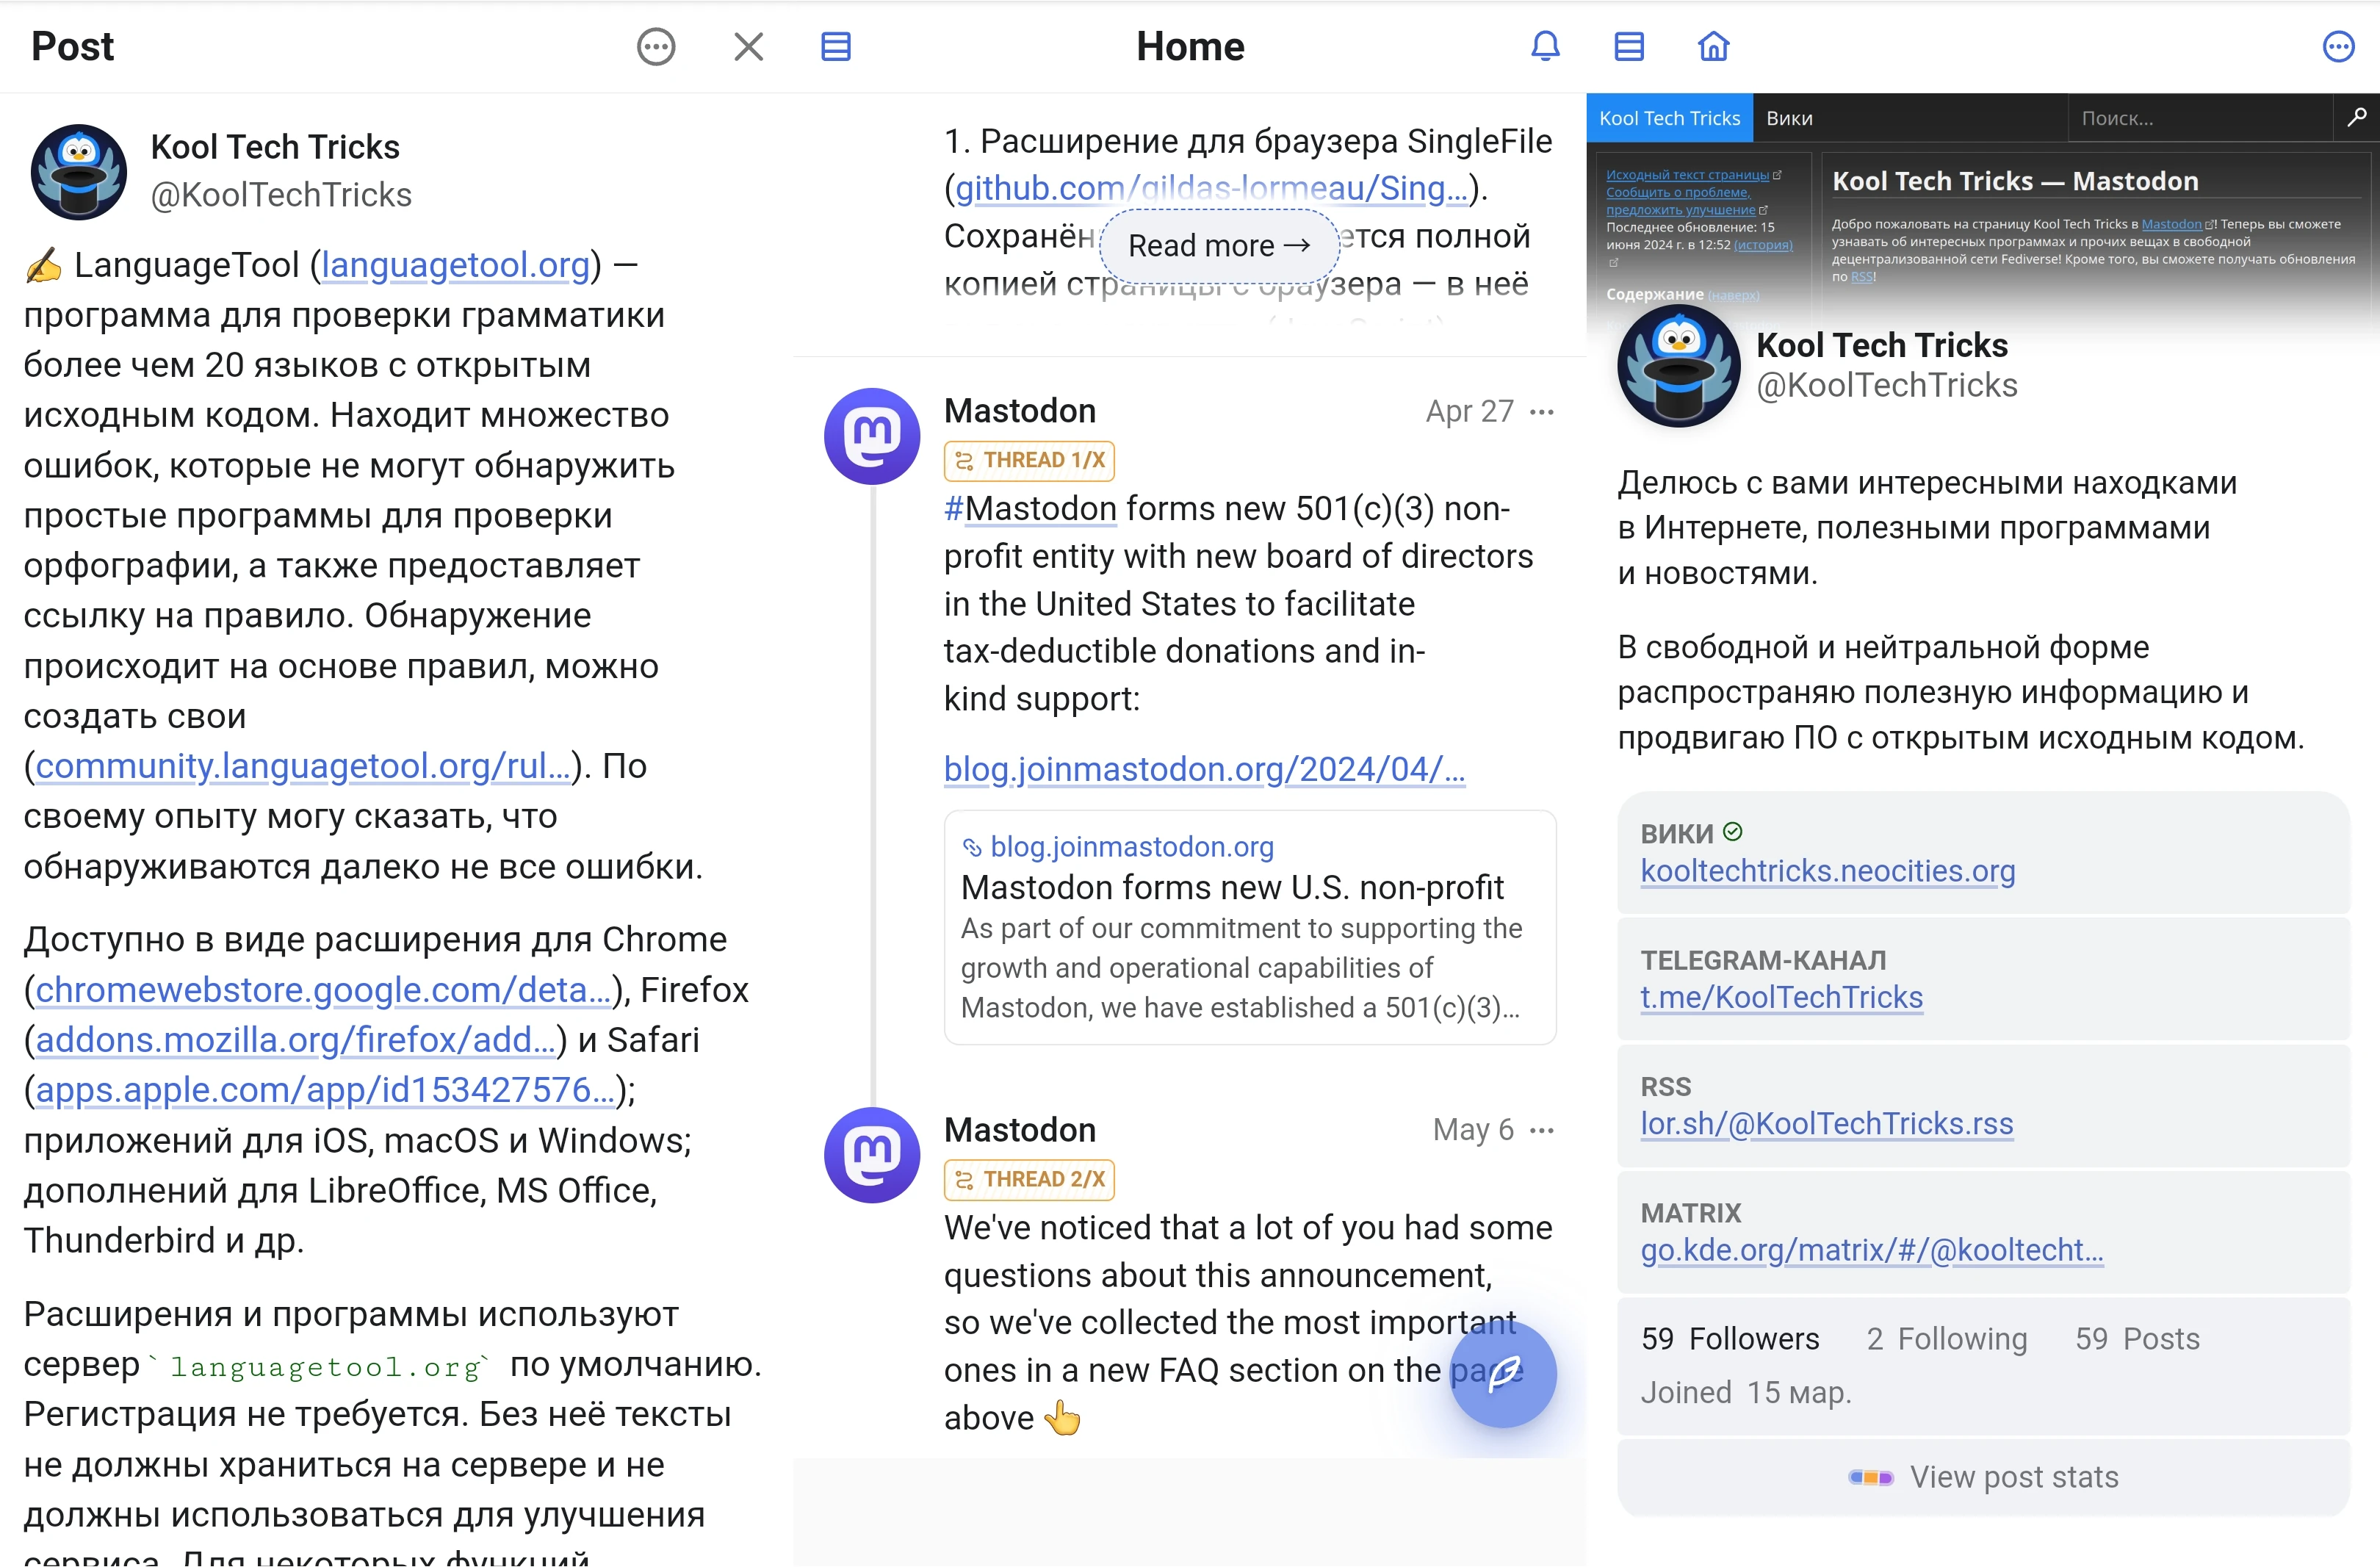 Post
Kool Tech Tricks
@KoolTechTricks
✍️ LanguageTool (languagetool.org) —
программа для проверки грамматики
более чем 20 языков с открытым
исходным кодом. Находит множество
ошибок, которые не могут обнаружить
простые программы для проверки
орфографии, а также предоставляет
ссылку на правило. Обнаружение
происходит на основе правил, можно
создать свои
(community.languagetool.org/rul…). По
своему опыту могу сказать, что
обнаруживаются далеко не все ошибки.
Доступно в виде расширения для Chrome
(chromewebstore.google.com/deta…), Firefox
(addons.mozilla.org/firefox/add…) и Safari
(apps.apple.com/app/id153427576…);
приложений для iOS, macOS и Windows;
дополнений для LibreOffice, MS Office,
Thunderbird и др.
Расширения и программы используют
сервер `languagetool.org` по умолчанию.
Регистрация не требуется. Без неё тексты
не должны храниться на сервере и не
должны использоваться для улучшения
сервиса. Для некоторых функций
Home
1. Расширение для браузера SingleFile
(github.com/gildas-lormeau/Sing…).
Сохранён ется полной
копией страницы с браузера — в неё
Read more →
Mastodon
Apr 27 ···
THREAD 1/X
#Mastodon forms new 501(c)(3) non-
profit entity with new board of directors
in the United States to facilitate
tax-deductible donations and in-
kind support:
blog.joinmastodon.org/2024/04/…
blog.joinmastodon.org
Mastodon forms new U.S. non-profit
As part of our commitment to supporting the
growth and operational capabilities of
Mastodon, we have established a 501(c)(3)…
Mastodon
May 6 ···
THREAD 2/X
We've noticed that a lot of you had some
questions about this announcement,
so we've collected the most important
ones in a new FAQ section on the page
above 👆
Kool Tech Tricks
Вики
Поиск...
Исходный текст страницы
Сообщить о проблеме,
предложить улучшение
Последнее обновление: 15
июня 2024 г. в 12:52 (история)
Содержание (наверх)
Kool Tech Tricks — Mastodon
Добро пожаловать на страницу Kool Tech Tricks в Mastodon! Теперь вы сможете
узнавать об интересных программах и прочих вещах в свободной
децентрализованной сети Fediverse! Кроме того, вы сможете получать обновления
по RSS!
Kool Tech Tricks
@KoolTechTricks
Делюсь с вами интересными находками
в Интернете, полезными программами
и новостями.
В свободной и нейтральной форме
распространяю полезную информацию и
продвигаю ПО с открытым исходным кодом.
ВИКИ
kooltechtricks.neocities.org
TELEGRAM-КАНАЛ
t.me/KoolTechTricks
RSS
lor.sh/@KoolTechTricks.rss
MATRIX
go.kde.org/matrix/#/@kooltecht…
59 Followers 2 Following 59 Posts
Joined 15 мар.
View post stats